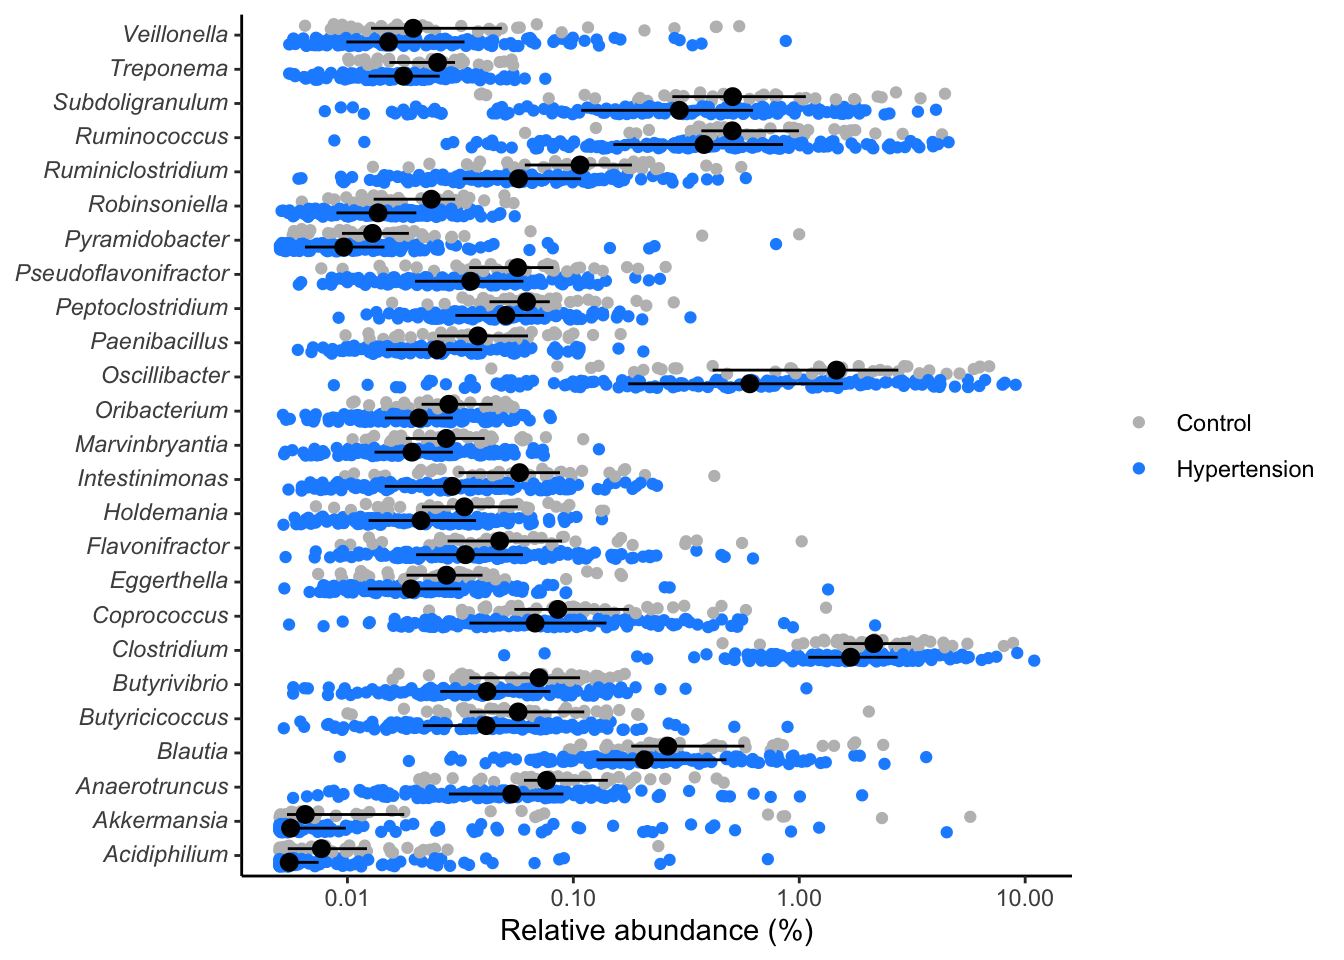 Veillonella
Treponema
Subdoligranulum
Ruminococcus
Ruminiclostridium
Robinsoniella
Pyramidobacter
Pseudoflavonifractor
Peptoclostridium
Paenibacillus
Oscillibacter
Oribacterium
Marvinbryantia
Intestinimonas
Holdemania
Flavonifractor
Eggerthella
Coprococcus
Clostridium
Butyrivibrio
Butyricicoccus
Blautia
Anaerotruncus
Akkermansia
Acidiphilium
0.01 0.10 1.00 10.00
Relative abundance (%)
Control
Hypertension